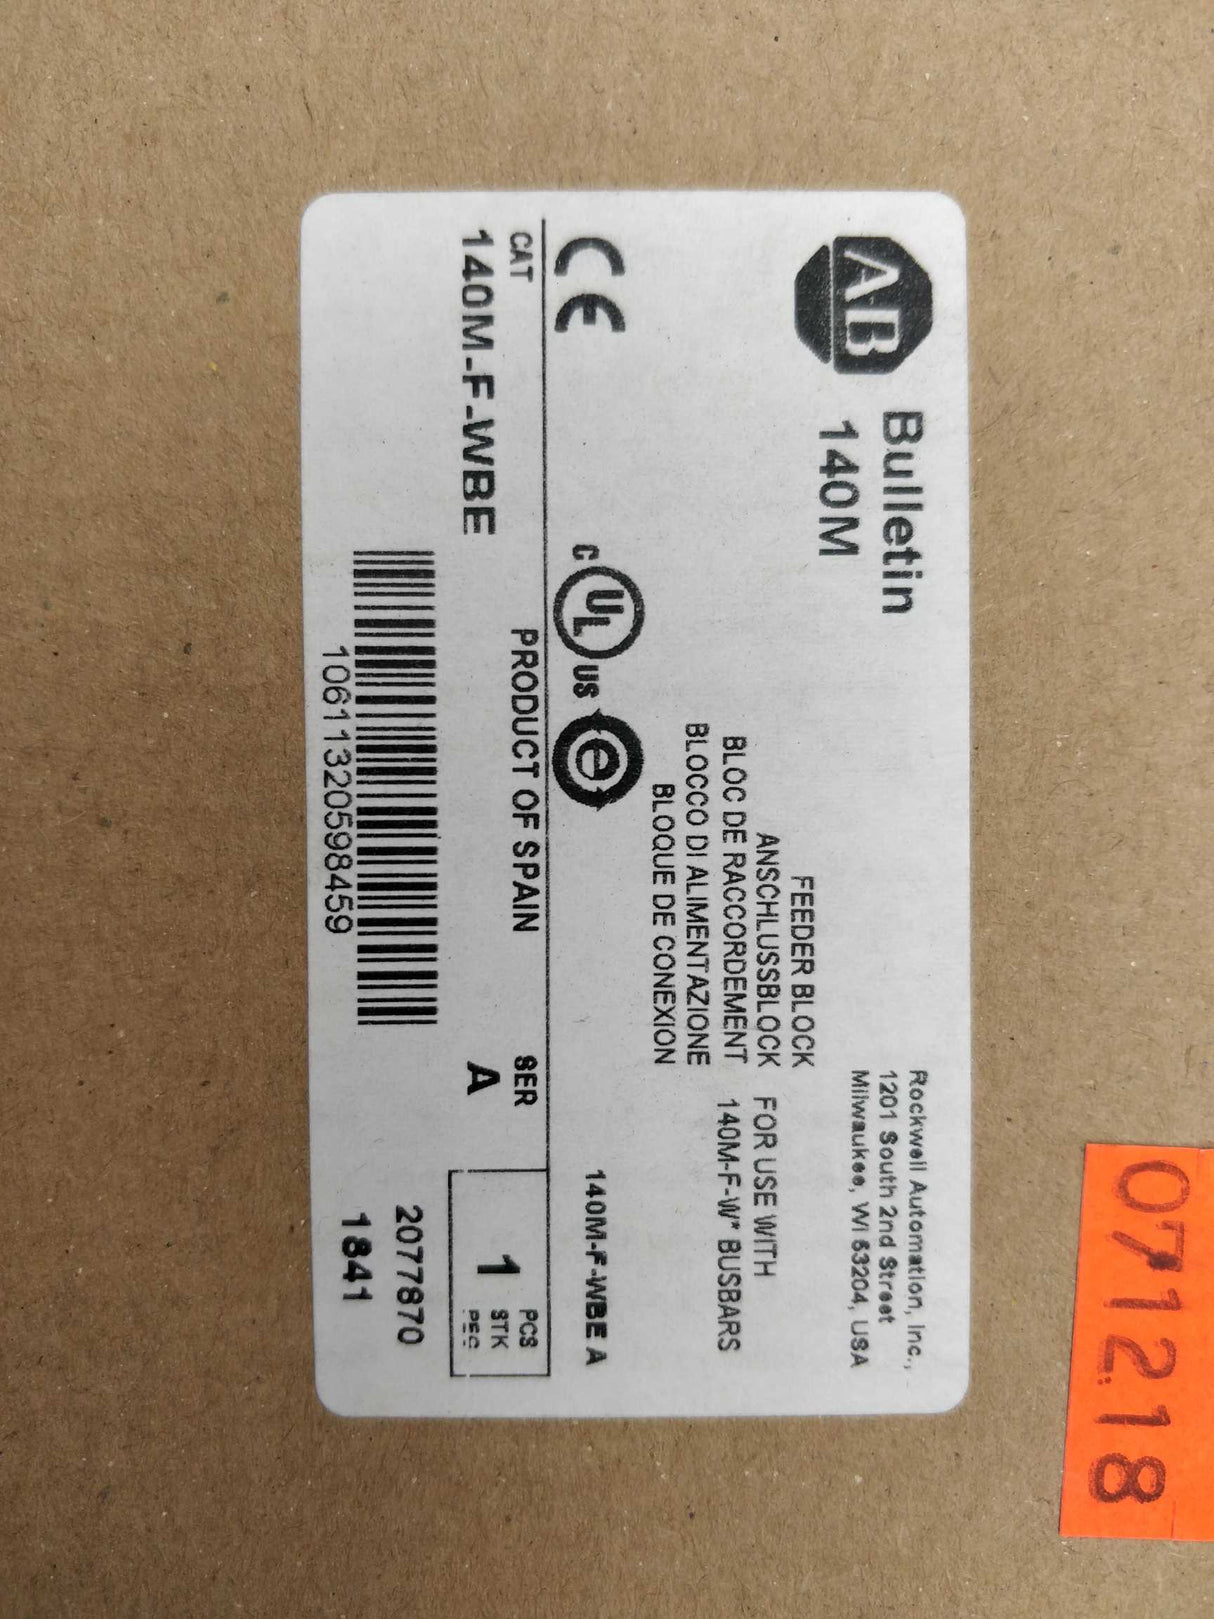 AB
Bulletin
140M
Rockwell Automation, Inc.,
1201 South 2nd Street
Milwaukee, WI 53204, USA
FEEDER BLOCK
ANSCHLUSSBLOCK
BLOC DE RACCORDEMENT
BLOCCO DI ALIMENTAZIONE
BLOQUE DE CONEXION
FOR USE WITH
140M-F-W* BUSBARS
CE
C UL US
e
140M-F-WBE A
CAT
140M-F-WBE
PRODUCT OF SPAIN
SER
A
1
PCS
STK
10611320598459
2077870
1841
071218